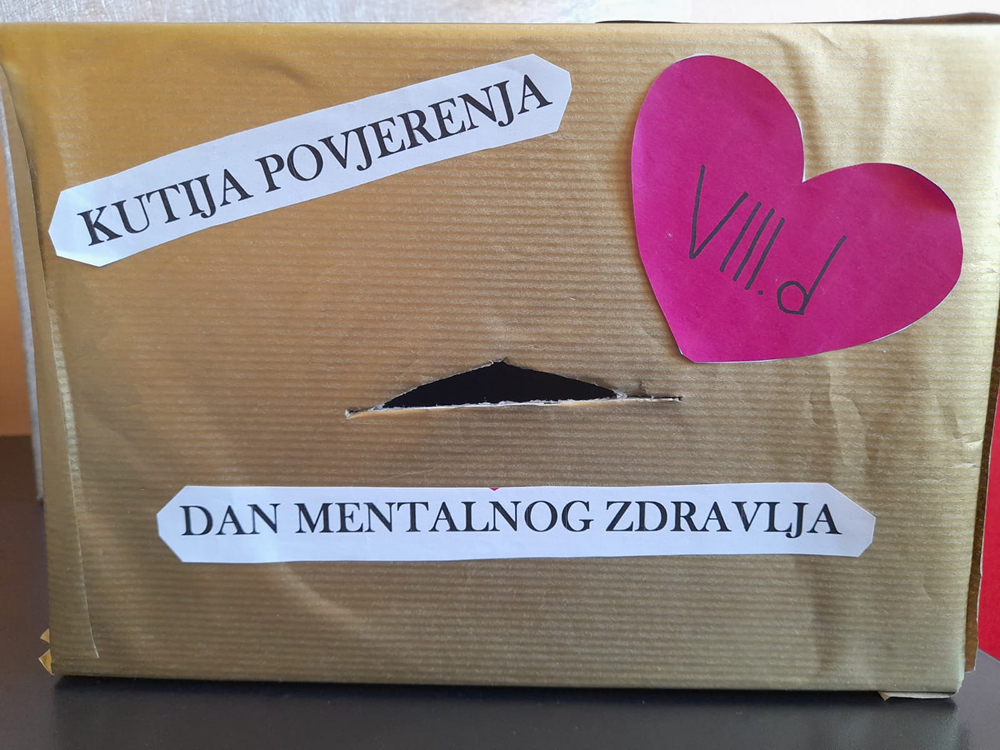 KUTIJA POVJERENJA
VIII.d
DAN MENTALNOG ZDRAVLJA